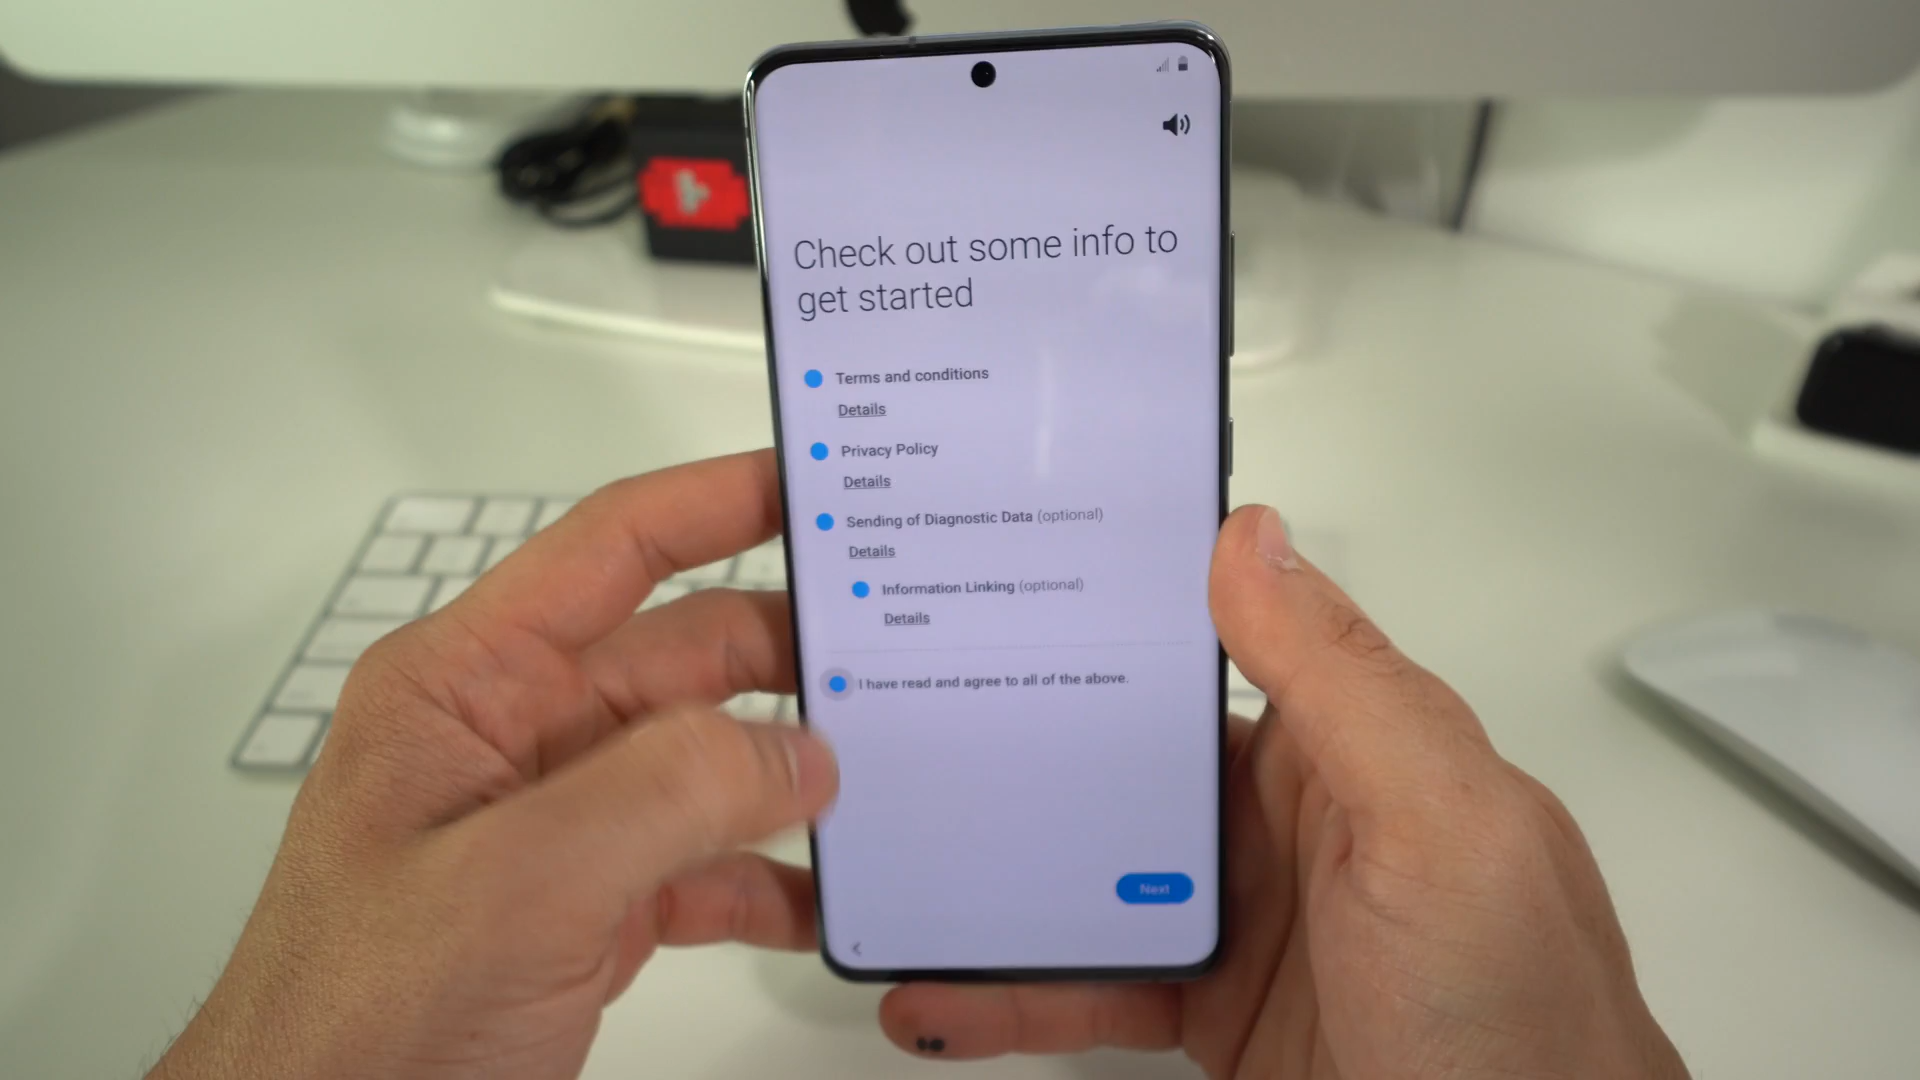 Check out some info to
get started
Terms and conditions
Details
Privacy Policy
Details
Sending of Diagnostic Data (optional)
Details
Information Linking (optional)
Details
I have read and agree to all of the above.
Next